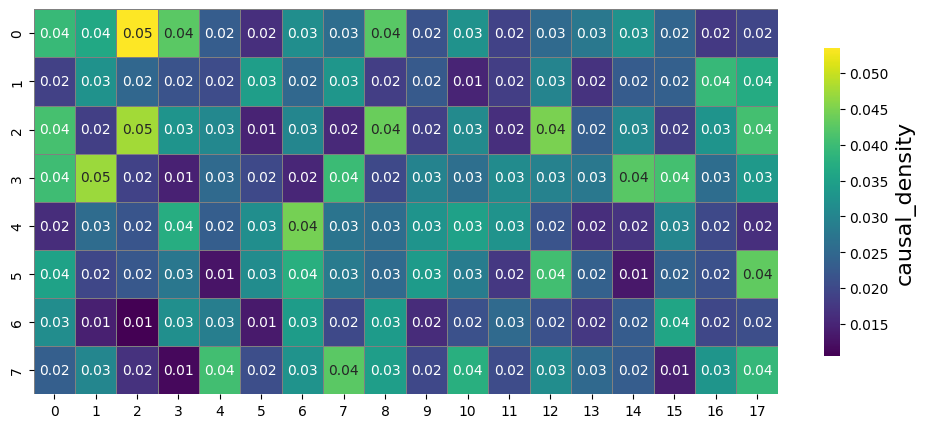 0 0.04 0.04 0.05 0.04 0.02 0.02 0.03 0.03 0.04 0.02 0.03 0.02 0.03 0.03 0.03 0.02 0.02 0.02
1 0.02 0.03 0.02 0.02 0.02 0.03 0.02 0.03 0.02 0.02 0.01 0.02 0.03 0.02 0.02 0.02 0.04 0.04
2 0.04 0.02 0.05 0.03 0.03 0.01 0.03 0.02 0.04 0.02 0.03 0.02 0.04 0.02 0.03 0.02 0.03 0.04
3 0.04 0.05 0.02 0.01 0.03 0.02 0.02 0.04 0.02 0.03 0.03 0.03 0.03 0.03 0.04 0.04 0.03 0.03
4 0.02 0.03 0.02 0.04 0.02 0.03 0.04 0.03 0.03 0.03 0.03 0.03 0.02 0.02 0.02 0.03 0.02 0.02
5 0.04 0.02 0.02 0.03 0.01 0.03 0.04 0.03 0.03 0.03 0.03 0.02 0.04 0.02 0.01 0.02 0.02 0.04
6 0.03 0.01 0.01 0.03 0.03 0.01 0.03 0.02 0.03 0.02 0.02 0.03 0.02 0.02 0.02 0.04 0.02 0.02
7 0.02 0.03 0.02 0.01 0.04 0.02 0.03 0.04 0.03 0.02 0.04 0.02 0.03 0.03 0.02 0.01 0.03 0.04
0 1 2 3 4 5 6 7 8 9 10 11 12 13 14 15 16 17
0.050
0.045
0.040
0.035
0.030
0.025
0.020
0.015
causal_density